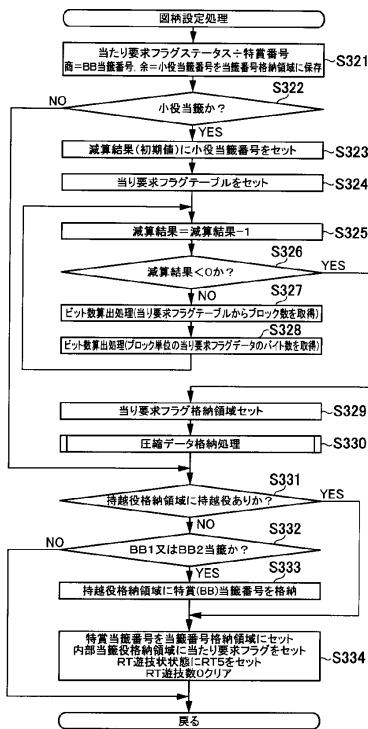 図柄設定処理
当たり要求フラグステータス÷特賞番号
商=BB当籤番号、余=小役当籤番号を当籤番号格納領域に保存
S321
S322
小役当籤か?
NO
YES
減算結果(初期値)に小役当籤番号をセット
S323
当り要求フラグテーブルをセット
S324
減算結果=減算結果-1
S325
S326
減算結果<0か?
YES
NO
S327
ビット数算出処理(当り要求フラグテーブルからブロック数を取得)
S328
ビット数算出処理(ブロック単位の当り要求フラグデータのバイト数を取得)
当り要求フラグ格納領域セット
S329
圧縮データ格納処理
S330
S331
持越役格納領域に持越役ありか?
YES
NO
S332
BB1又はBB2当籤か?
NO
YES
S333
持越役格納領域に特賞(BB)当籤番号を格納
特賞当籤番号を当籤番号格納領域にセット
内部当籤役格納領域に当たり要求フラグをセット
RT遊技状状態にRT5をセット
RT遊技数0クリア
S334
戻る